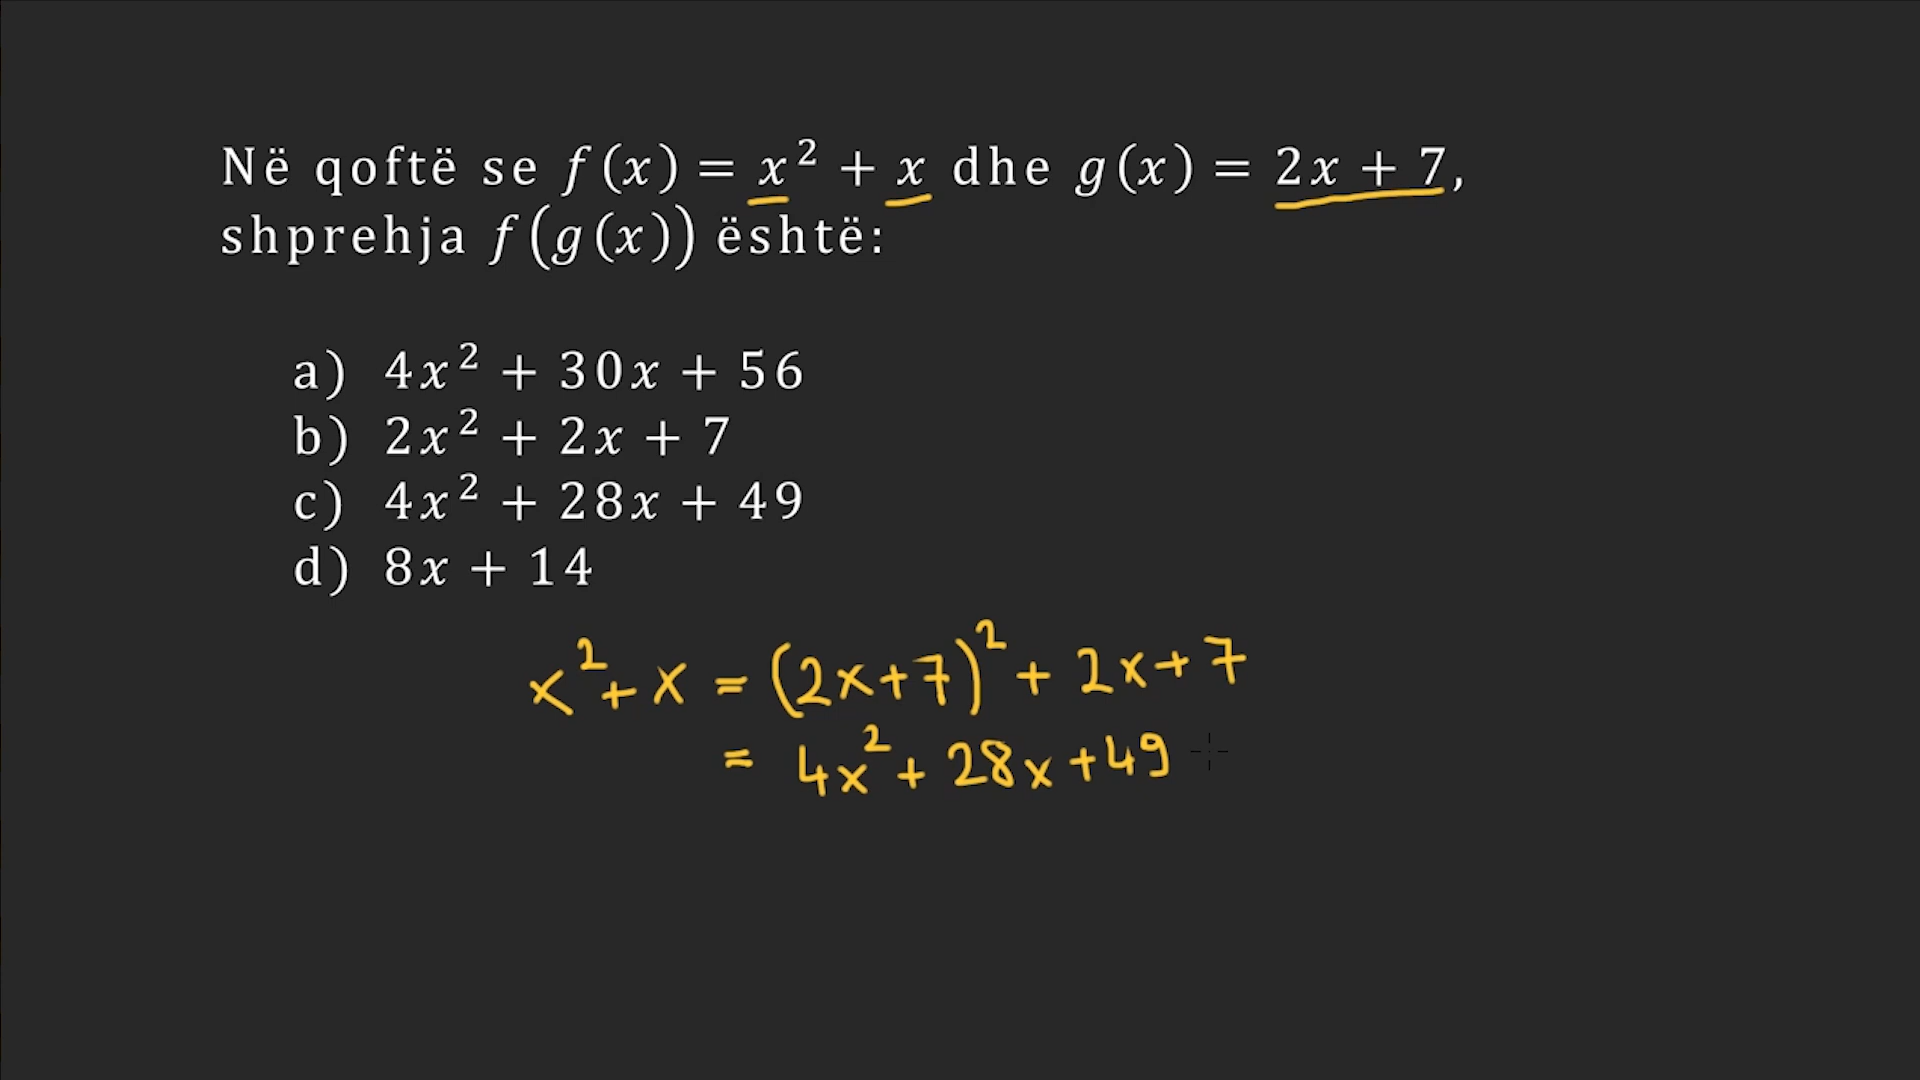 Në qoftë se f(x) = x² + x dhe g(x) = 2x + 7,
shprehja f(g(x)) është:
a) 4x² + 30x + 56
b) 2x² + 2x + 7
c) 4x² + 28x + 49
d) 8x + 14
x² + x = (2x+7)² + 2x + 7
= 4x² + 28x + 49